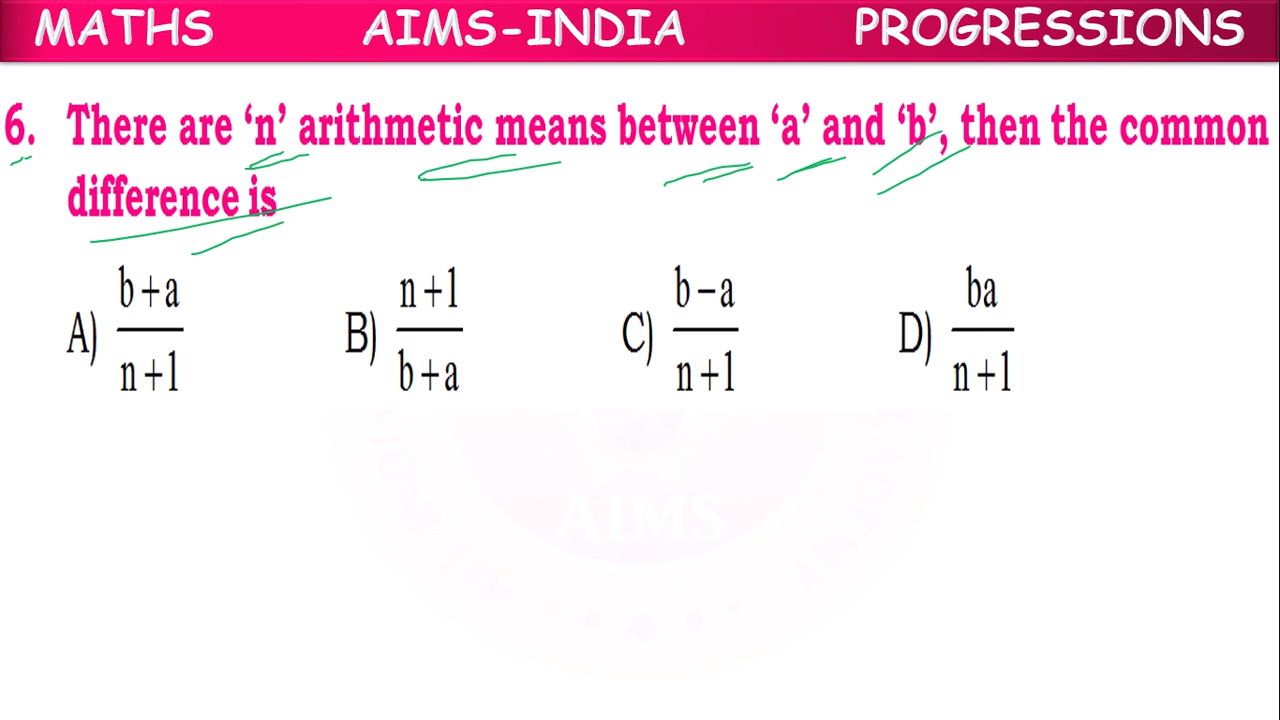 MATHS AIMS-INDIA PROGRESSIONS
6. There are ‘n’ arithmetic means between ‘a’ and ‘b’, then the common
difference is
A) b+a / n+1 B) n+1 / b+a C) b−a / n+1 D) ba / n+1
AIMS